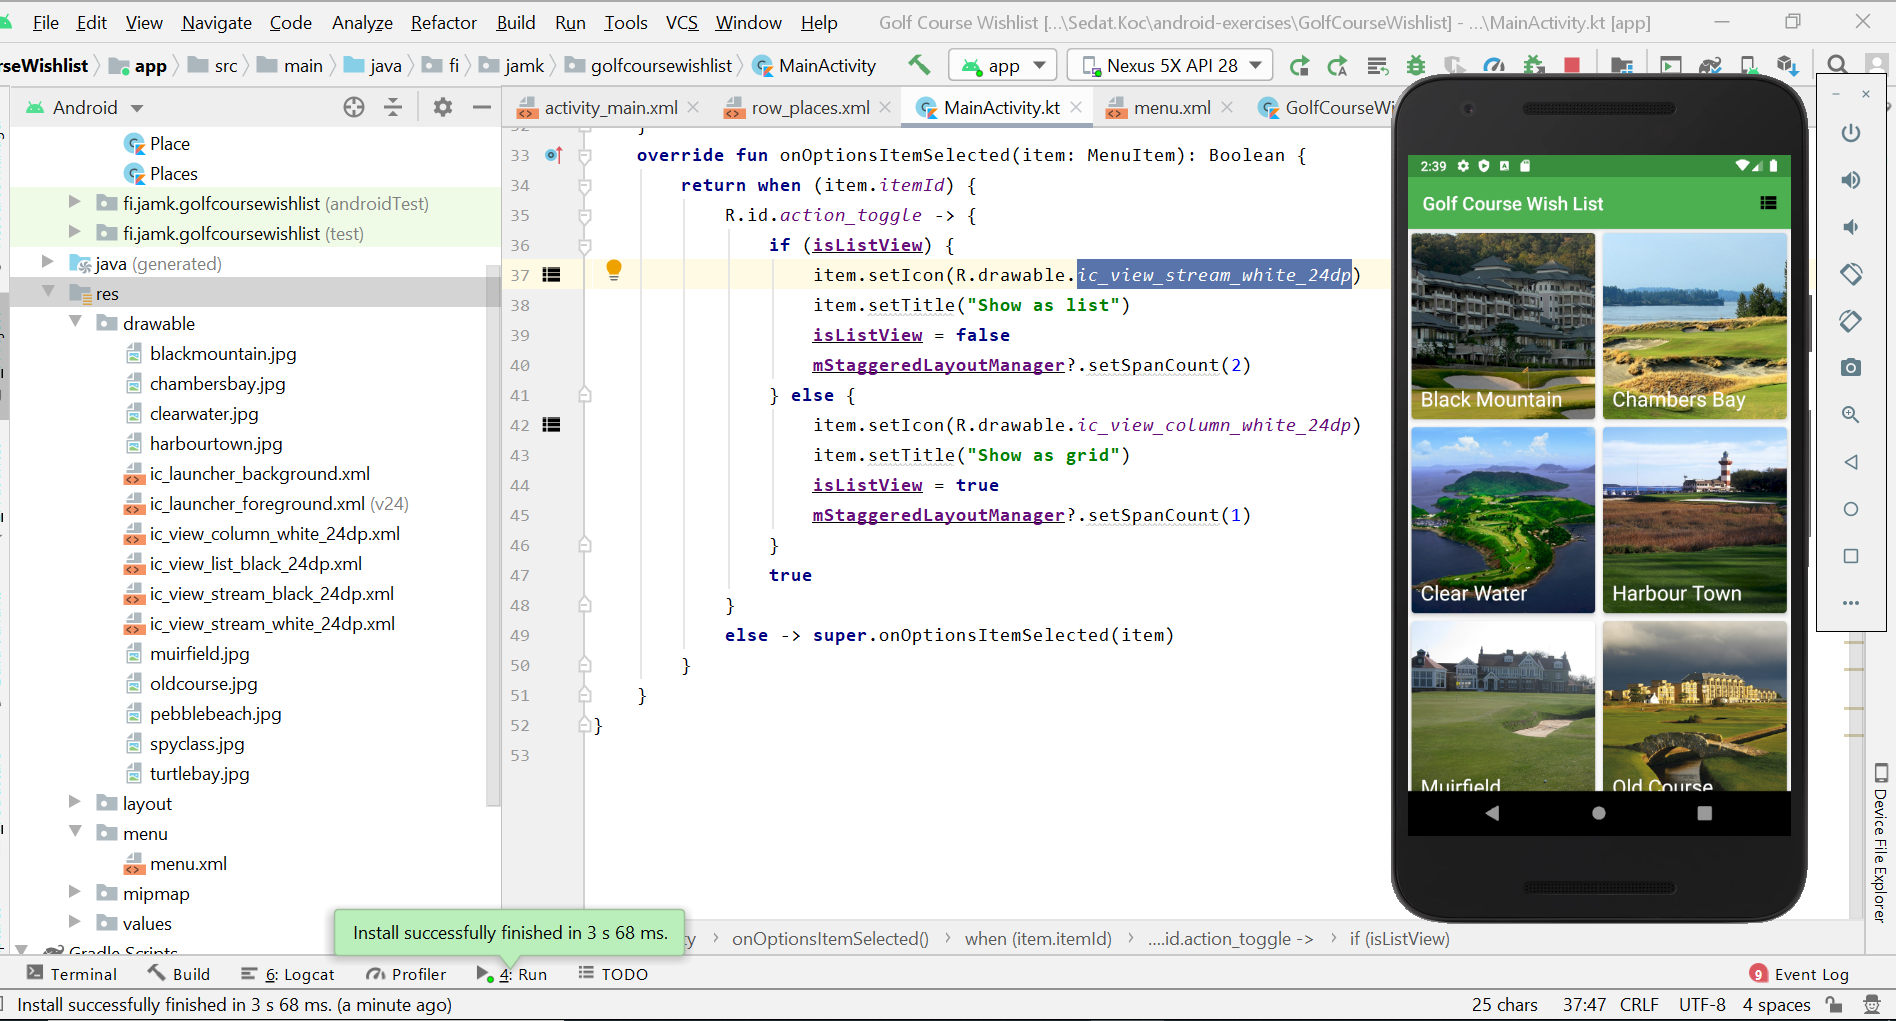 File Edit View Navigate Code Analyze Refactor Build Run Tools VCS Window Help Golf Course Wishlist [...\Sedat.Koc\android-exercises\GolfCourseWishlist] - ...\MainActivity.kt [app]
rseWishlist app src main java fi jamk golfcoursewishlist MainActivity app Nexus 5X API 28
Android
activity_main.xml row_places.xml MainActivity.kt menu.xml GolfCourseWi
Place
Places
fi.jamk.golfcoursewishlist (androidTest)
fi.jamk.golfcoursewishlist (test)
java (generated)
res
drawable
blackmountain.jpg
chambersbay.jpg
clearwater.jpg
harbourtown.jpg
ic_launcher_background.xml
ic_launcher_foreground.xml (v24)
ic_view_column_white_24dp.xml
ic_view_list_black_24dp.xml
ic_view_stream_black_24dp.xml
ic_view_stream_white_24dp.xml
muirfield.jpg
oldcourse.jpg
pebblebeach.jpg
spyclass.jpg
turtlebay.jpg
layout
menu
menu.xml
mipmap
values
Gradle Scripts
32 }
33 override fun onOptionsItemSelected(item: MenuItem): Boolean {
34 return when (item.itemId) {
35 R.id.action_toggle -> {
36 if (isListView) {
37 item.setIcon(R.drawable.ic_view_stream_white_24dp)
38 item.setTitle("Show as list")
39 isListView = false
40 mStaggeredLayoutManager?.setSpanCount(2)
41 } else {
42 item.setIcon(R.drawable.ic_view_column_white_24dp)
43 item.setTitle("Show as grid")
44 isListView = true
45 mStaggeredLayoutManager?.setSpanCount(1)
46 }
47 true
48 }
49 else -> super.onOptionsItemSelected(item)
50 }
51 }
52 }
53
2:39
Golf Course Wish List
Black Mountain Chambers Bay
Clear Water Harbour Town
Muirfield Old Course
Device File Explorer
Install successfully finished in 3 s 68 ms.
ty onOptionsItemSelected() when (item.itemId) ....id.action_toggle -> if (isListView)
Terminal Build 6: Logcat Profiler 4: Run TODO 9 Event Log
Install successfully finished in 3 s 68 ms. (a minute ago) 25 chars 37:47 CRLF UTF-8 4 spaces